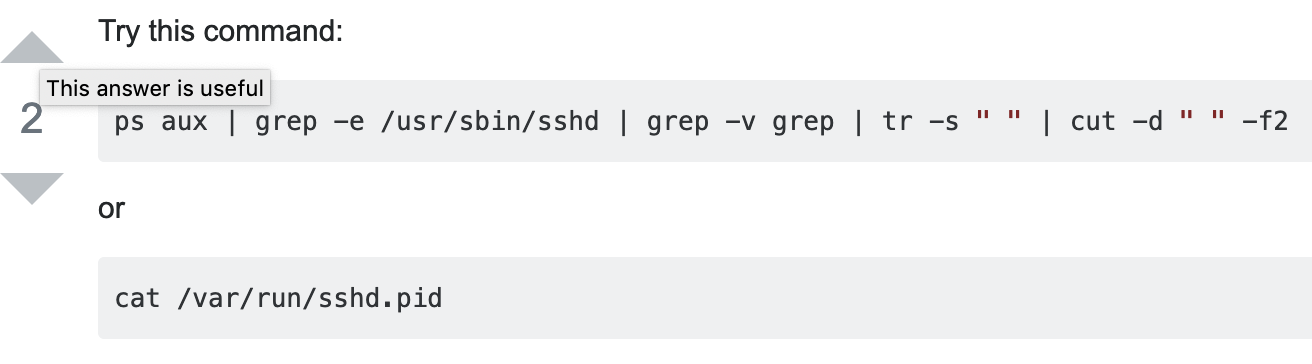 Try this command:
This answer is useful
2
ps aux | grep -e /usr/sbin/sshd | grep -v grep | tr -s " " | cut -d " " -f2
or
cat /var/run/sshd.pid